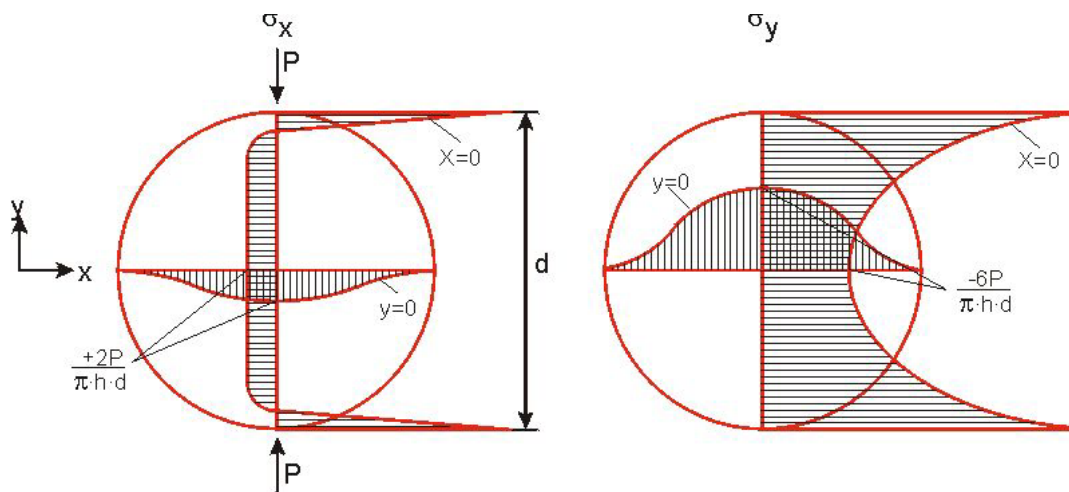 σx
σy
P
X=0
X=0
y=0
y
x
d
y=0
+2P
π·h·d
-6P
π·h·d
P